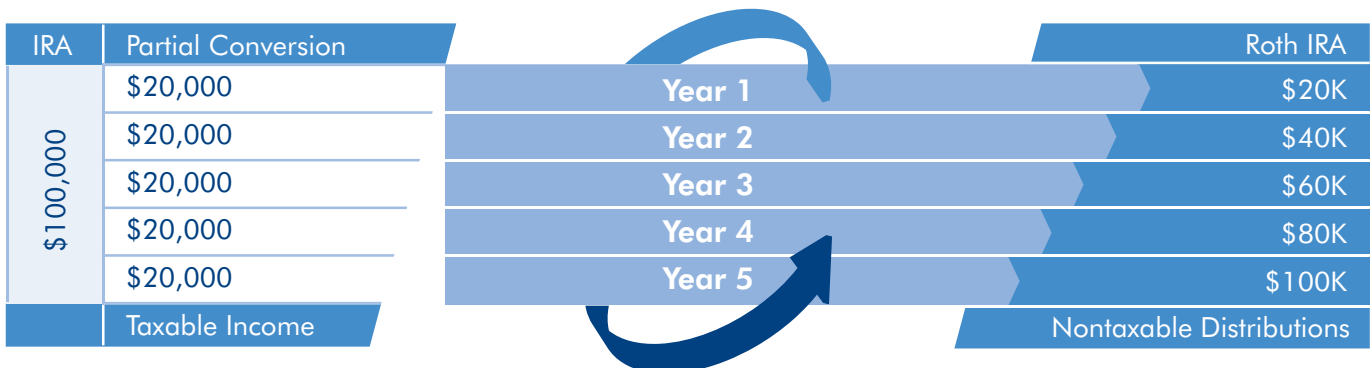 IRA Partial Conversion Roth IRA
$100,000
$20,000 Year 1 $20K
$20,000 Year 2 $40K
$20,000 Year 3 $60K
$20,000 Year 4 $80K
$20,000 Year 5 $100K
Taxable Income Nontaxable Distributions